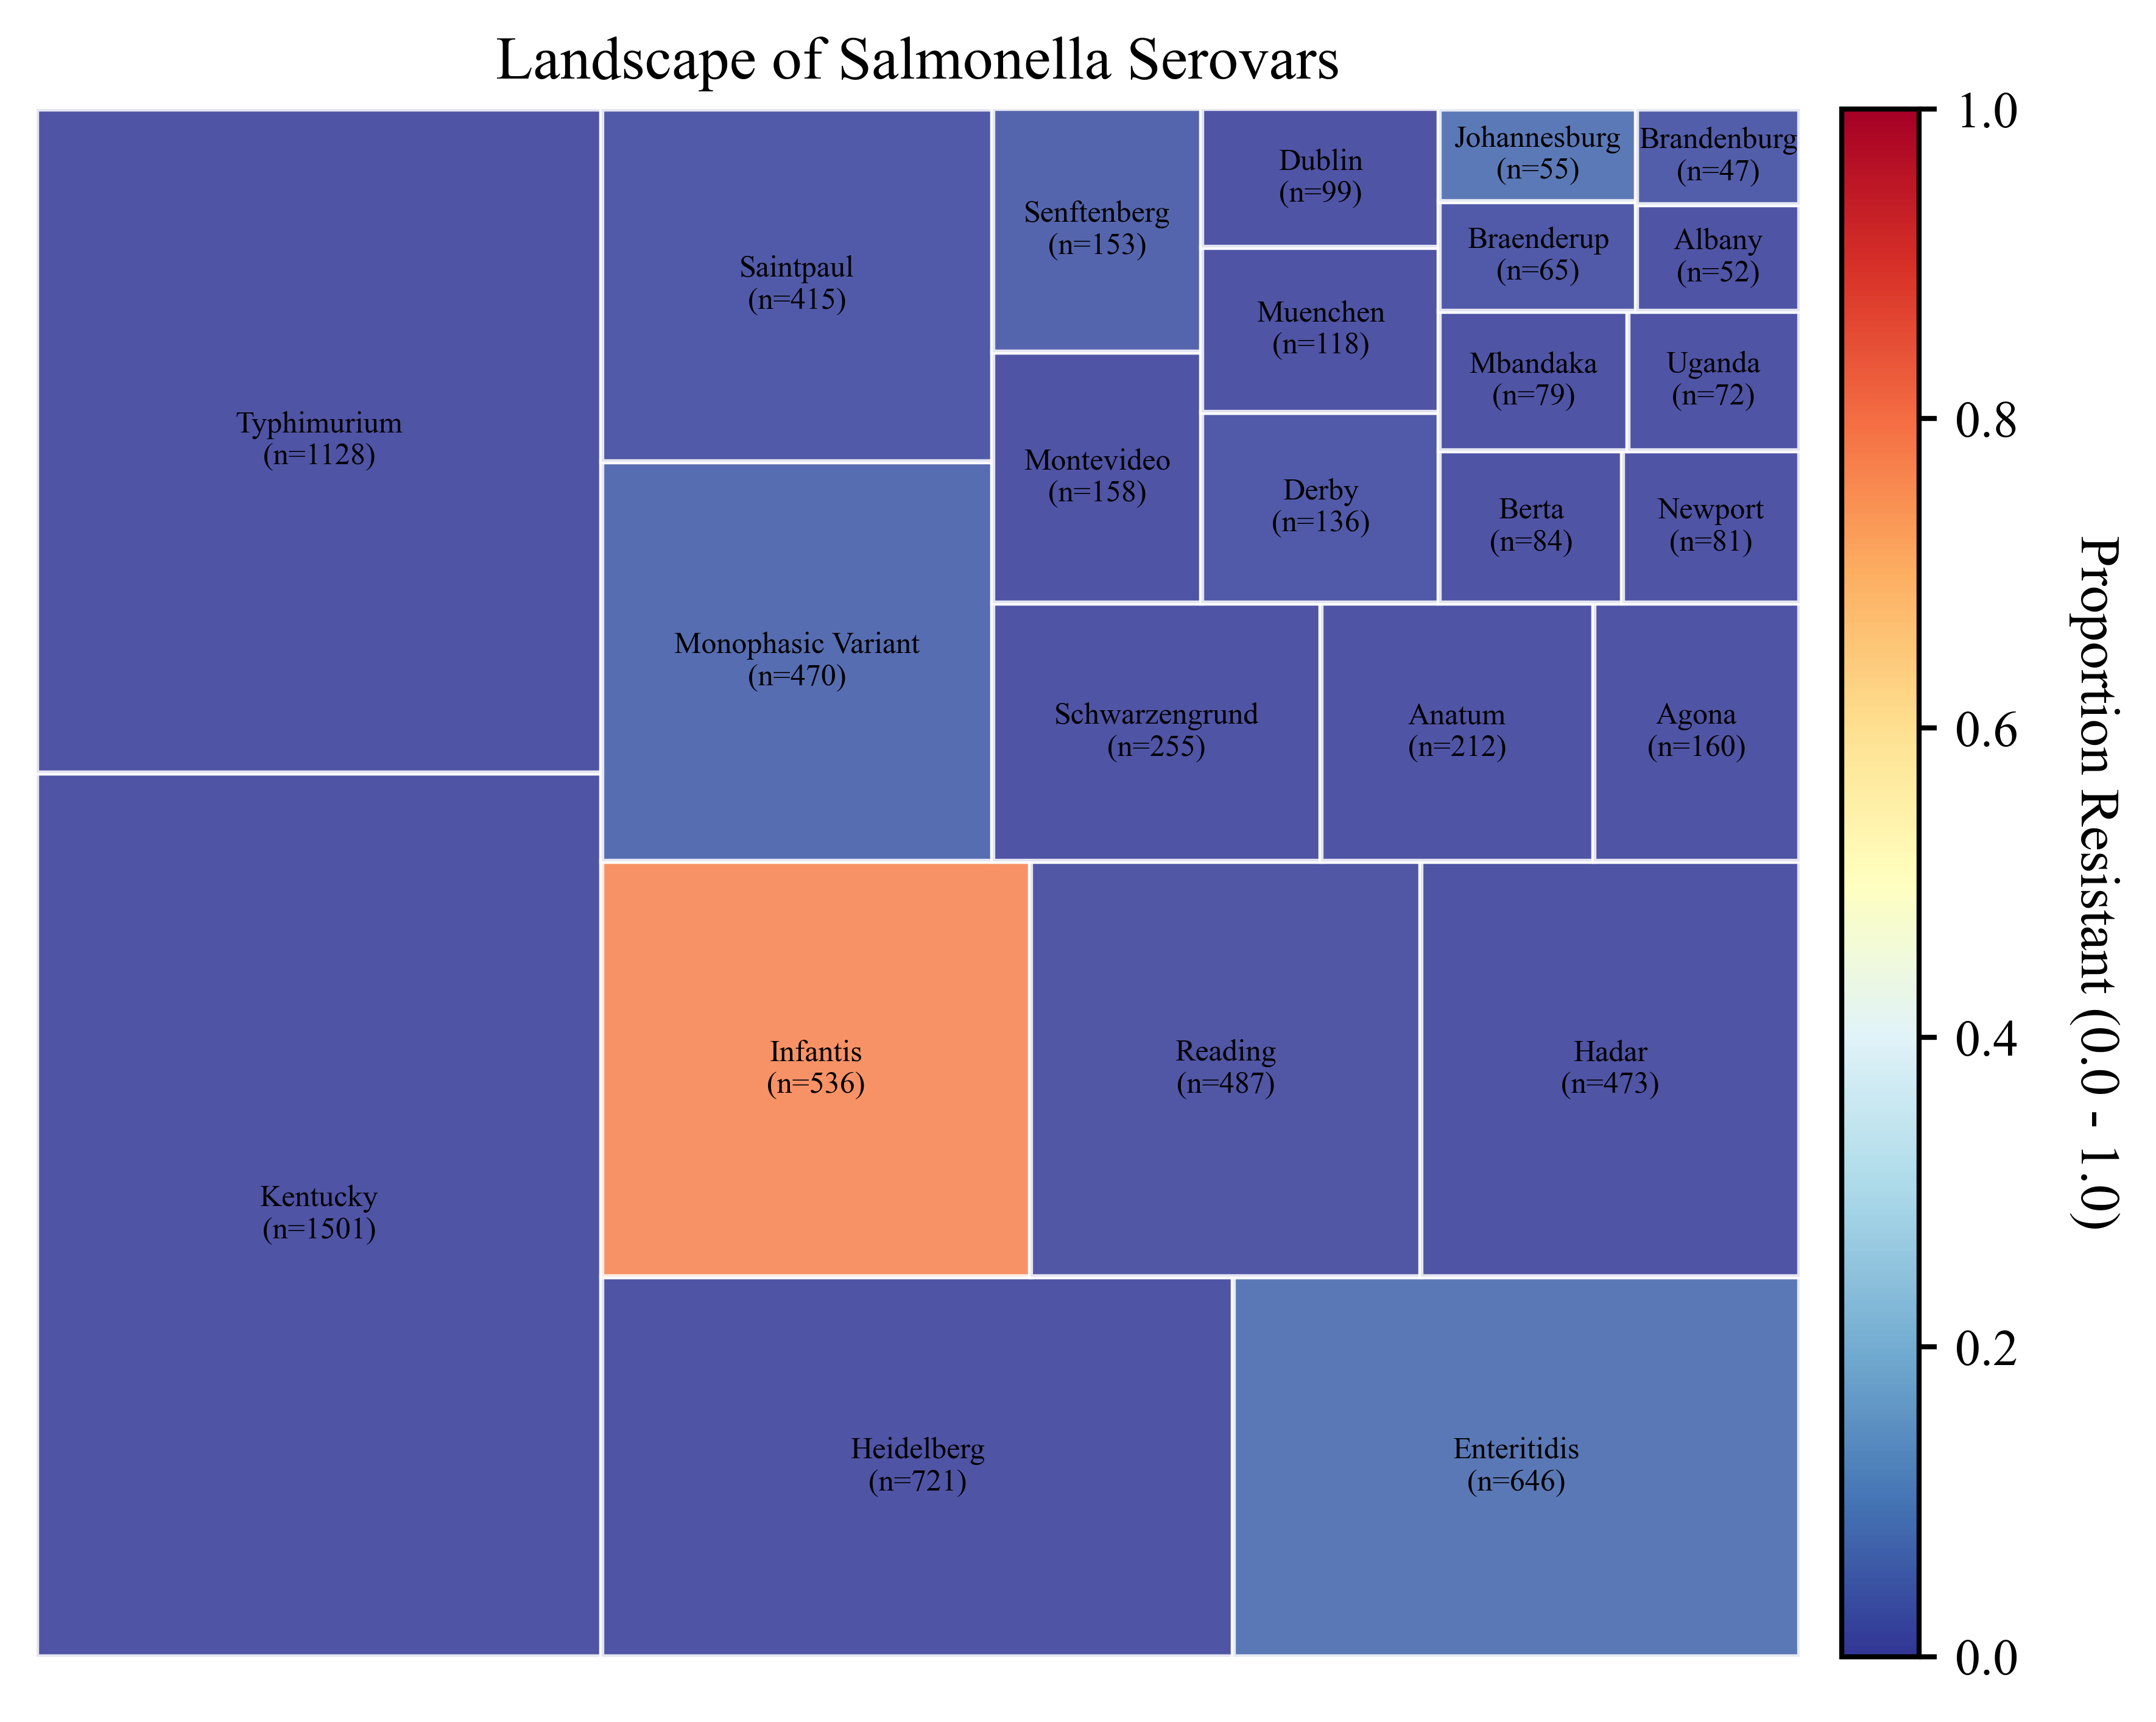 Landscape of Salmonella Serovars
Typhimurium
(n=1128)
Kentucky
(n=1501)
Saintpaul
(n=415)
Monophasic Variant
(n=470)
Senftenberg
(n=153)
Montevideo
(n=158)
Dublin
(n=99)
Muenchen
(n=118)
Derby
(n=136)
Johannesburg
(n=55)
Brandenburg
(n=47)
Braenderup
(n=65)
Albany
(n=52)
Mbandaka
(n=79)
Uganda
(n=72)
Berta
(n=84)
Newport
(n=81)
Schwarzengrund
(n=255)
Anatum
(n=212)
Agona
(n=160)
Infantis
(n=536)
Reading
(n=487)
Hadar
(n=473)
Heidelberg
(n=721)
Enteritidis
(n=646)
1.0
0.8
0.6
0.4
0.2
0.0
Proportion Resistant (0.0 - 1.0)